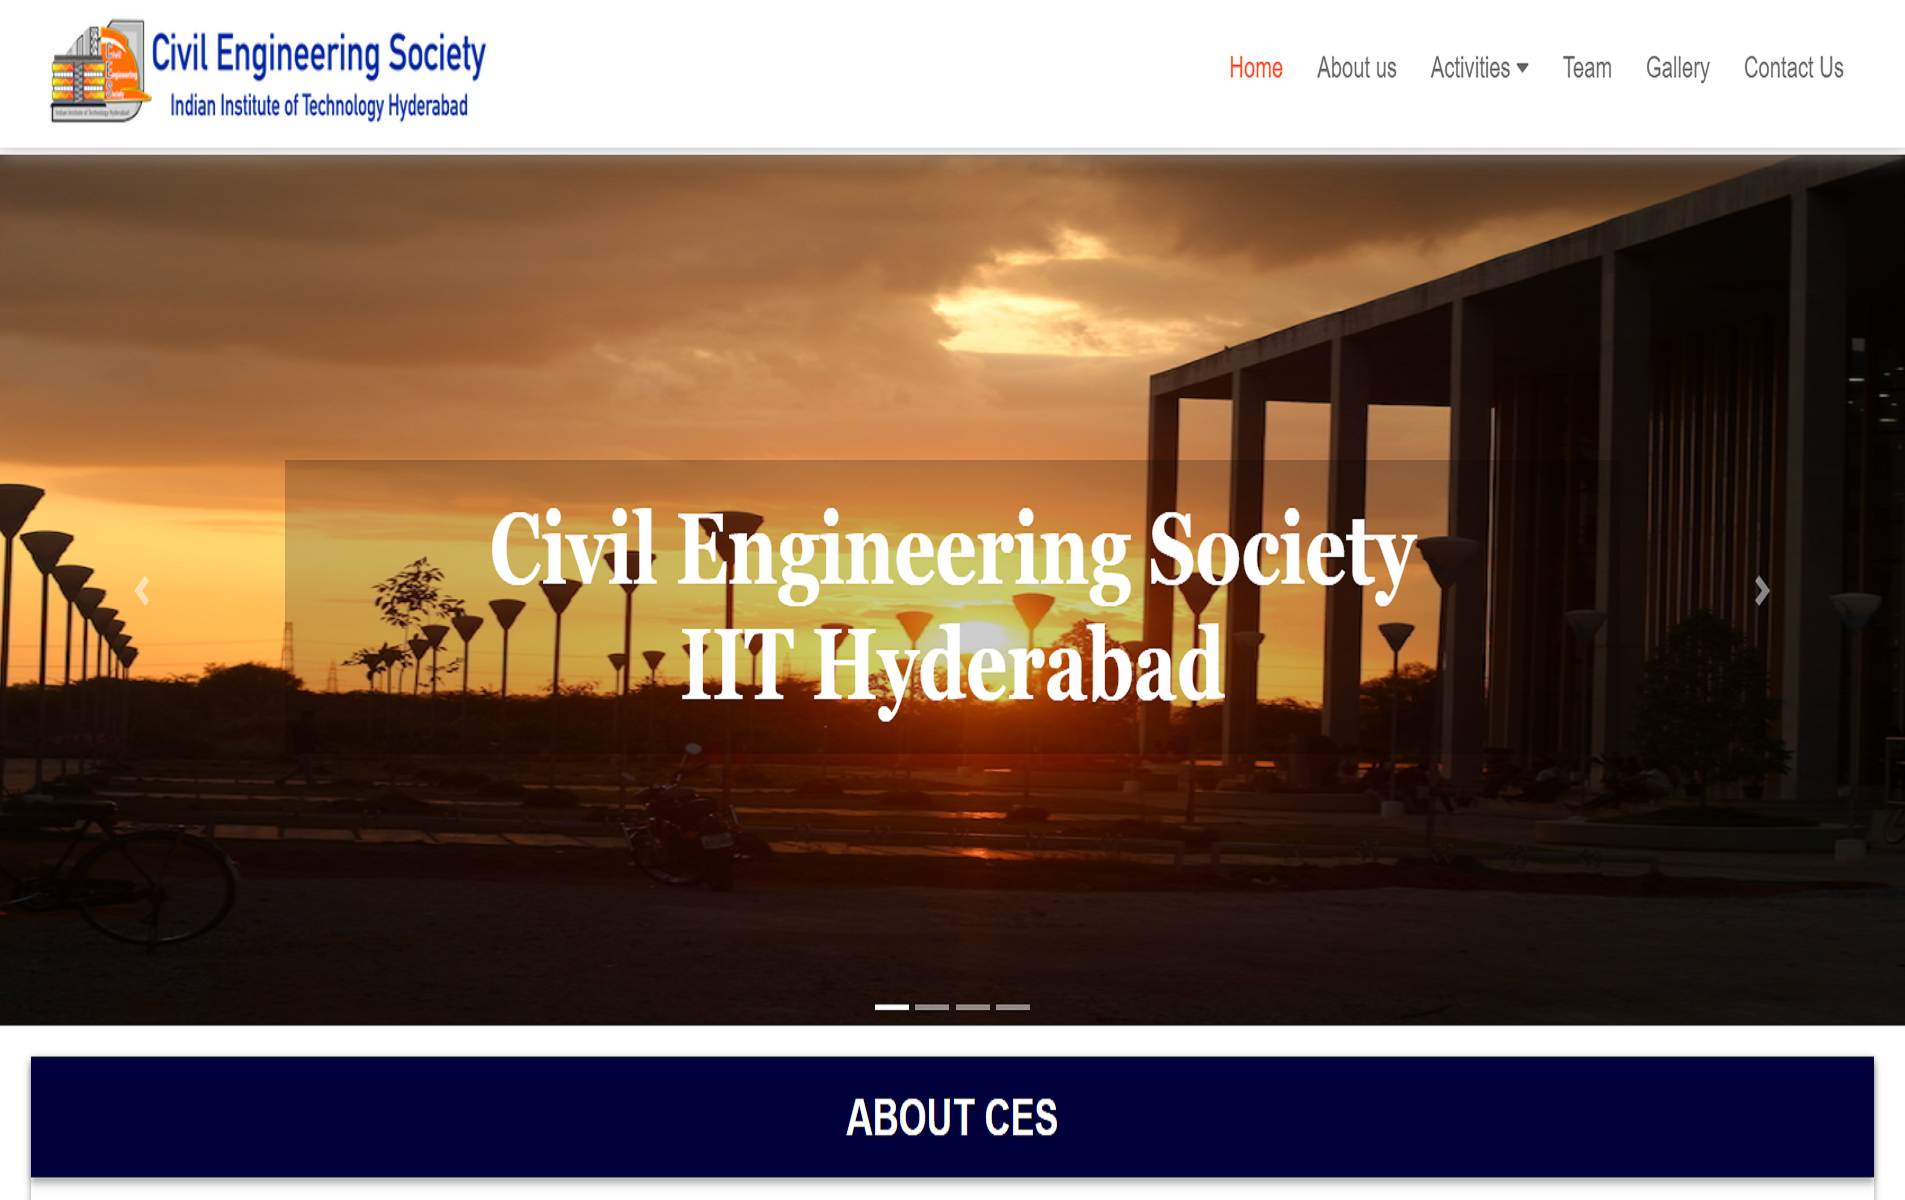 Civil Engineering Society
Indian Institute of Technology Hyderabad
Home About us Activities Team Gallery Contact Us
Civil Engineering Society
IIT Hyderabad
ABOUT CES